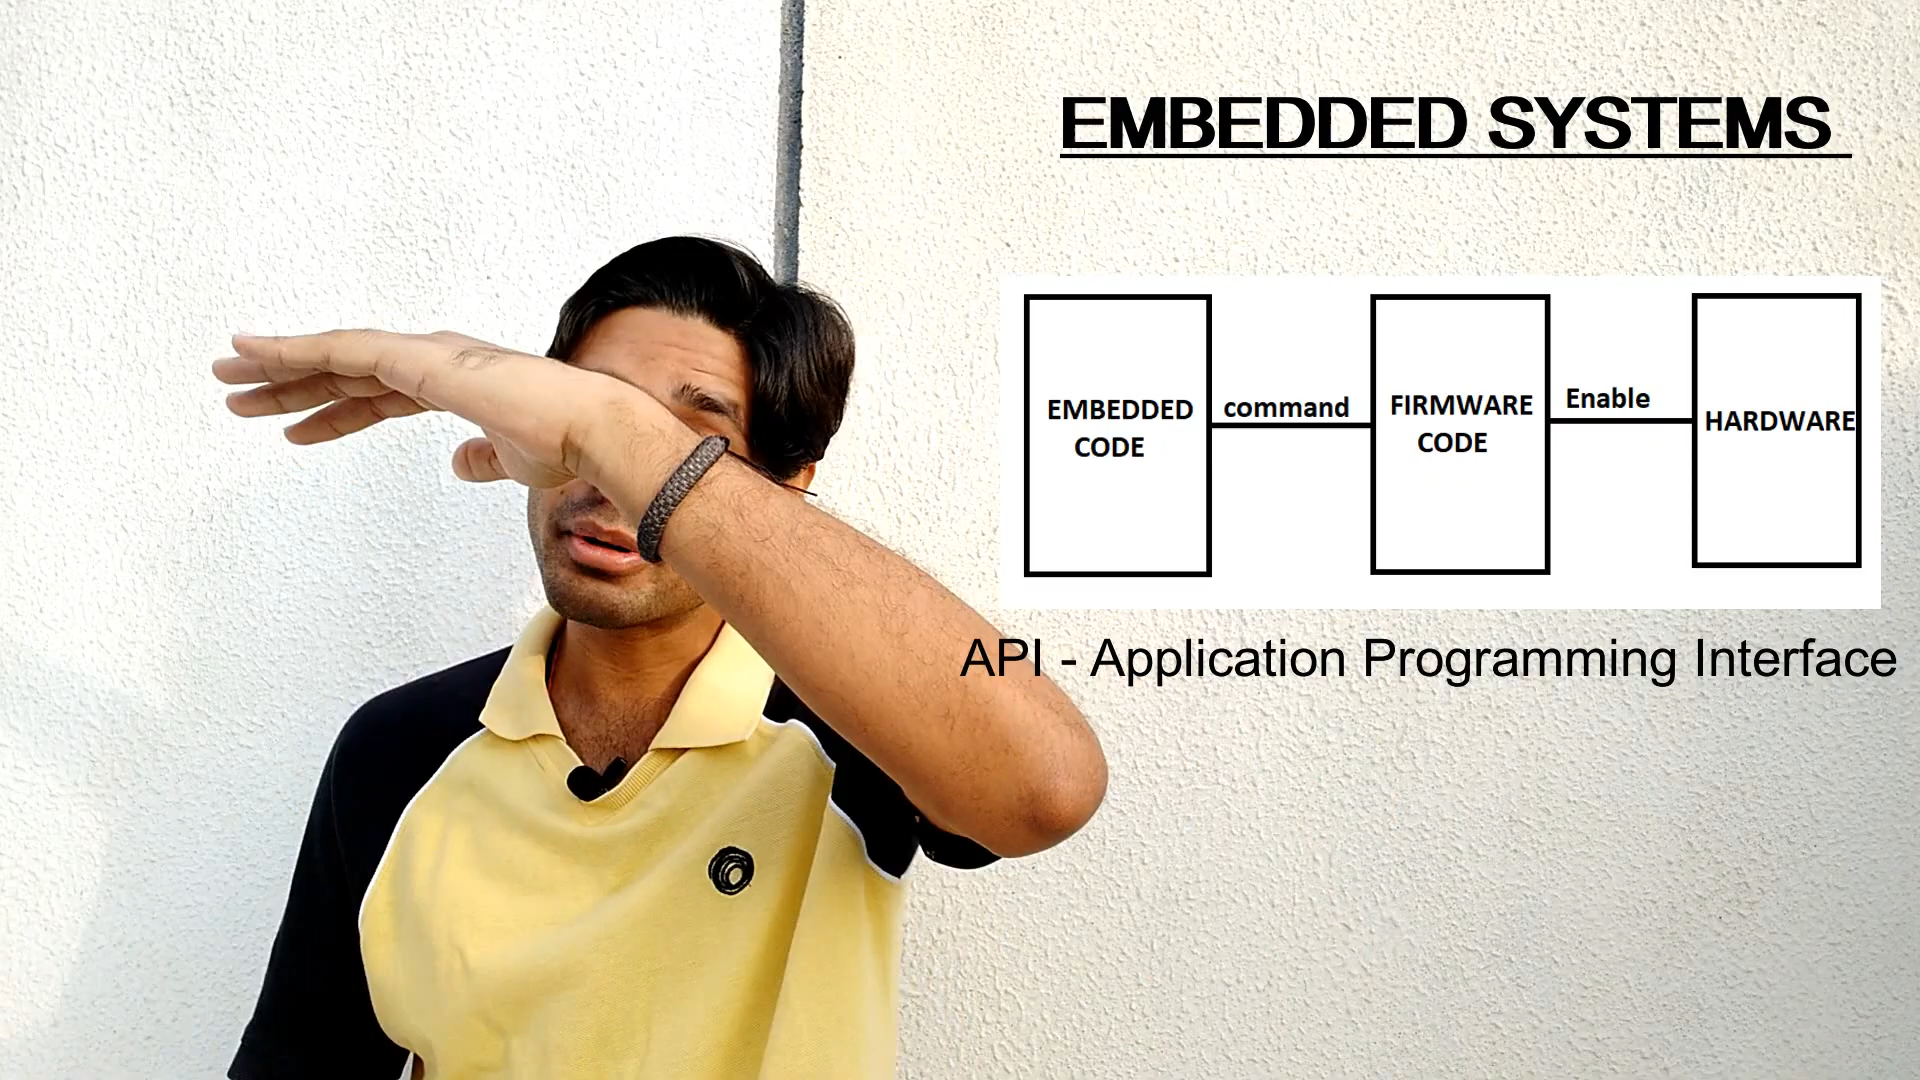 EMBEDDED SYSTEMS
EMBEDDED
CODE
command
FIRMWARE
CODE
Enable
HARDWARE
API - Application Programming Interface